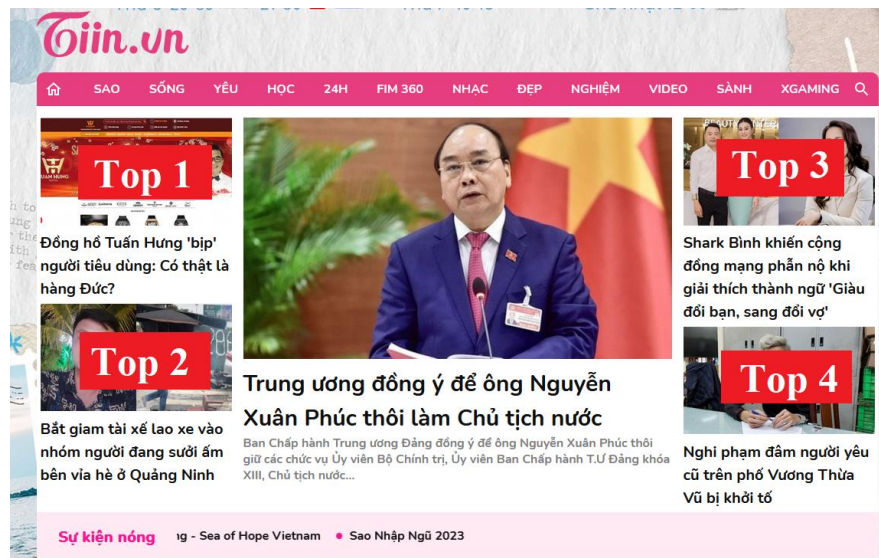 Tiin.vn
SAO SỐNG YÊU HỌC 24H FIM 360 NHẠC ĐẸP NGHIỆM VIDEO SÀNH XGAMING
Top 1
Đồng hồ Tuấn Hưng 'bịp'
người tiêu dùng: Có thật là
hàng Đức?
Top 2
Bắt giam tài xế lao xe vào
nhóm người đang sưởi ấm
bên vỉa hè ở Quảng Ninh
Trung ương đồng ý để ông Nguyễn
Xuân Phúc thôi làm Chủ tịch nước
Ban Chấp hành Trung ương Đảng đồng ý để ông Nguyễn Xuân Phúc thôi
giữ các chức vụ Ủy viên Bộ Chính trị, Ủy viên Ban Chấp hành T.Ư Đảng khóa
XIII, Chủ tịch nước...
Top 3
Shark Bình khiến cộng
đồng mạng phẫn nộ khi
giải thích thành ngữ 'Giàu
đổi bạn, sang đổi vợ'
Top 4
Nghi phạm đâm người yêu
cũ trên phố Vương Thừa
Vũ bị khởi tố
Sự kiện nóng ng - Sea of Hope Vietnam • Sao Nhập Ngũ 2023